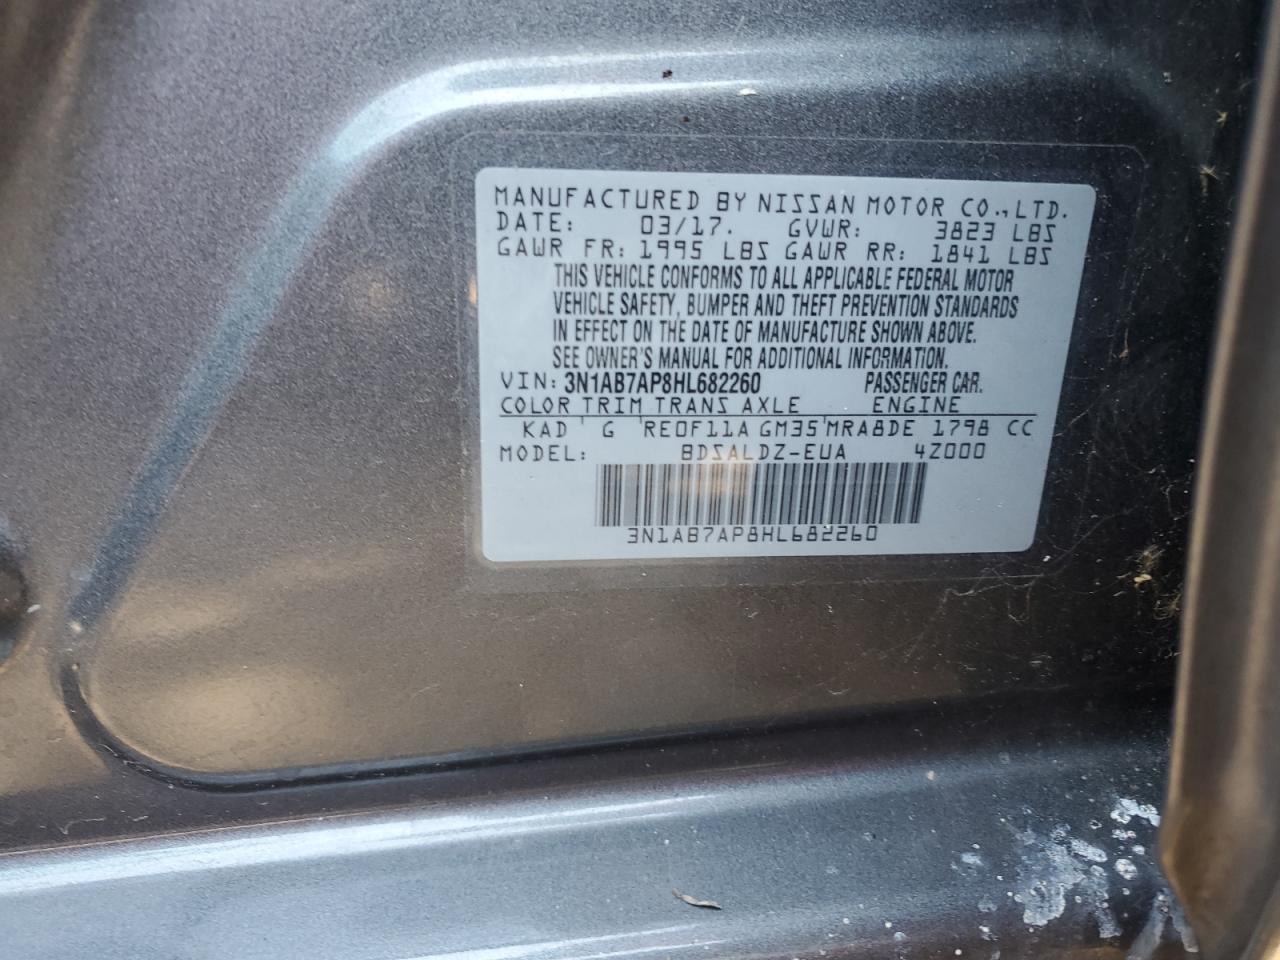 MANUFACTURED BY NISSAN MOTOR CO.,LTD.
DATE: 03/17. GVWR: 3823 LBS
GAWR FR: 1995 LBS GAWR RR: 1841 LBS
THIS VEHICLE CONFORMS TO ALL APPLICABLE FEDERAL MOTOR
VEHICLE SAFETY, BUMPER AND THEFT PREVENTION STANDARDS
IN EFFECT ON THE DATE OF MANUFACTURE SHOWN ABOVE.
SEE OWNER'S MANUAL FOR ADDITIONAL INFORMATION.
VIN: 3N1AB7AP8HL682260 PASSENGER CAR.
COLOR TRIM TRANS AXLE ENGINE
KAD ' G 'RE0F11A GM35'MRA8DE 1798 CC
MODEL: BDSALDZ-EUA 4Z000
3N1AB7AP8HL682260